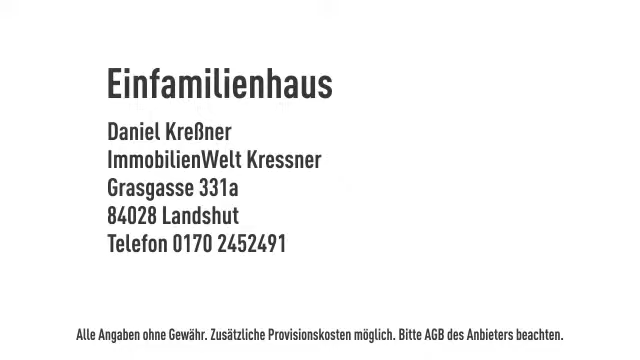 Einfamilienhaus
Daniel Kreßner
ImmobilienWelt Kressner
Grasgasse 331a
84028 Landshut
Telefon 0170 2452491
Alle Angaben ohne Gewähr. Zusätzliche Provisionskosten möglich. Bitte AGB des Anbieters beachten.